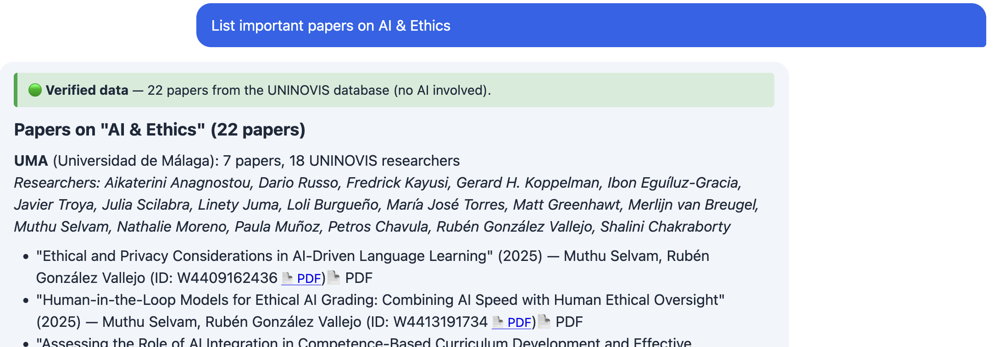 List important papers on AI & Ethics
Verified data — 22 papers from the UNINOVIS database (no AI involved).
Papers on "AI & Ethics" (22 papers)
UMA (Universidad de Málaga): 7 papers, 18 UNINOVIS researchers
Researchers: Aikaterini Anagnostou, Dario Russo, Fredrick Kayusi, Gerard H. Koppelman, Ibon Eguíluz-Gracia,
Javier Troya, Julia Scilabra, Linety Juma, Loli Burgueño, María José Torres, Matt Greenhawt, Merlijn van Breugel,
Muthu Selvam, Nathalie Moreno, Paula Muñoz, Petros Chavula, Rubén González Vallejo, Shalini Chakraborty
• "Ethical and Privacy Considerations in AI-Driven Language Learning" (2025) — Muthu Selvam, Rubén
González Vallejo (ID: W4409162436 PDF) PDF
• "Human-in-the-Loop Models for Ethical AI Grading: Combining AI Speed with Human Ethical Oversight"
(2025) — Muthu Selvam, Rubén González Vallejo (ID: W4413191734 PDF) PDF
• "Assessing the Role of AI Integration in Competence-Based Curriculum Development and Effective